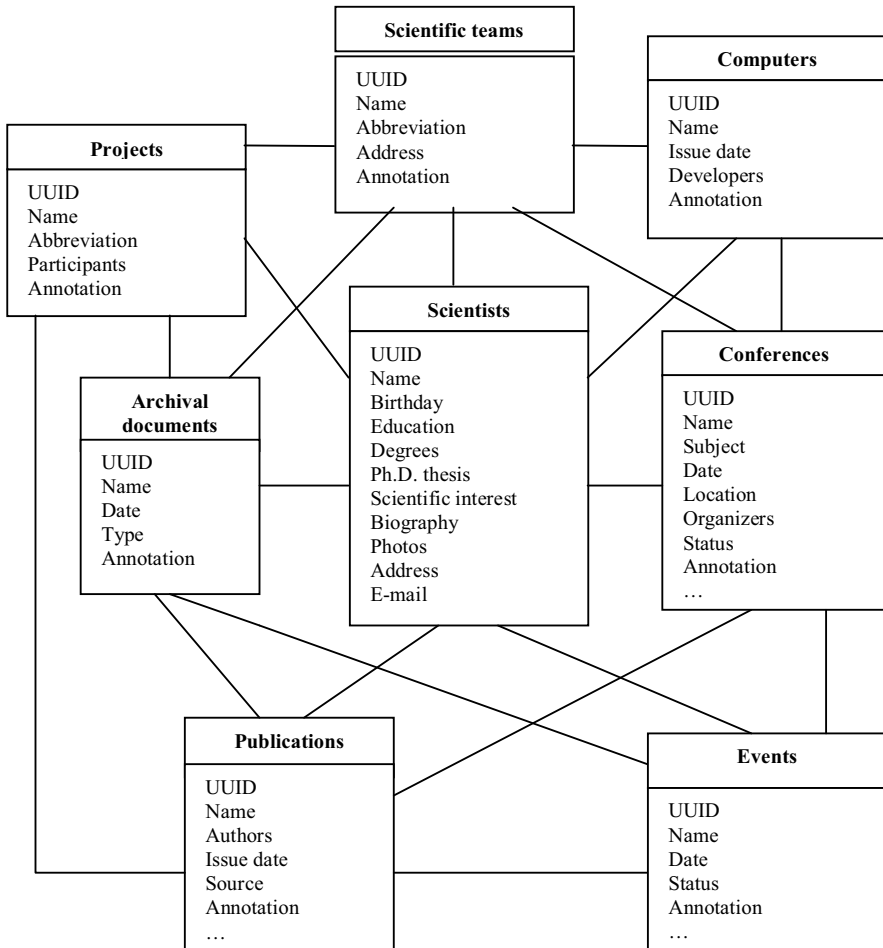 Scientific teams
UUID
Name
Abbreviation
Address
Annotation
Computers
UUID
Name
Issue date
Developers
Annotation
Projects
UUID
Name
Abbreviation
Participants
Annotation
Scientists
UUID
Name
Birthday
Education
Degrees
Ph.D. thesis
Scientific interest
Biography
Photos
Address
E-mail
Conferences
UUID
Name
Subject
Date
Location
Organizers
Status
Annotation
…
Archival
documents
UUID
Name
Date
Type
Annotation
Publications
UUID
Name
Authors
Issue date
Source
Annotation
…
Events
UUID
Name
Date
Status
Annotation
…